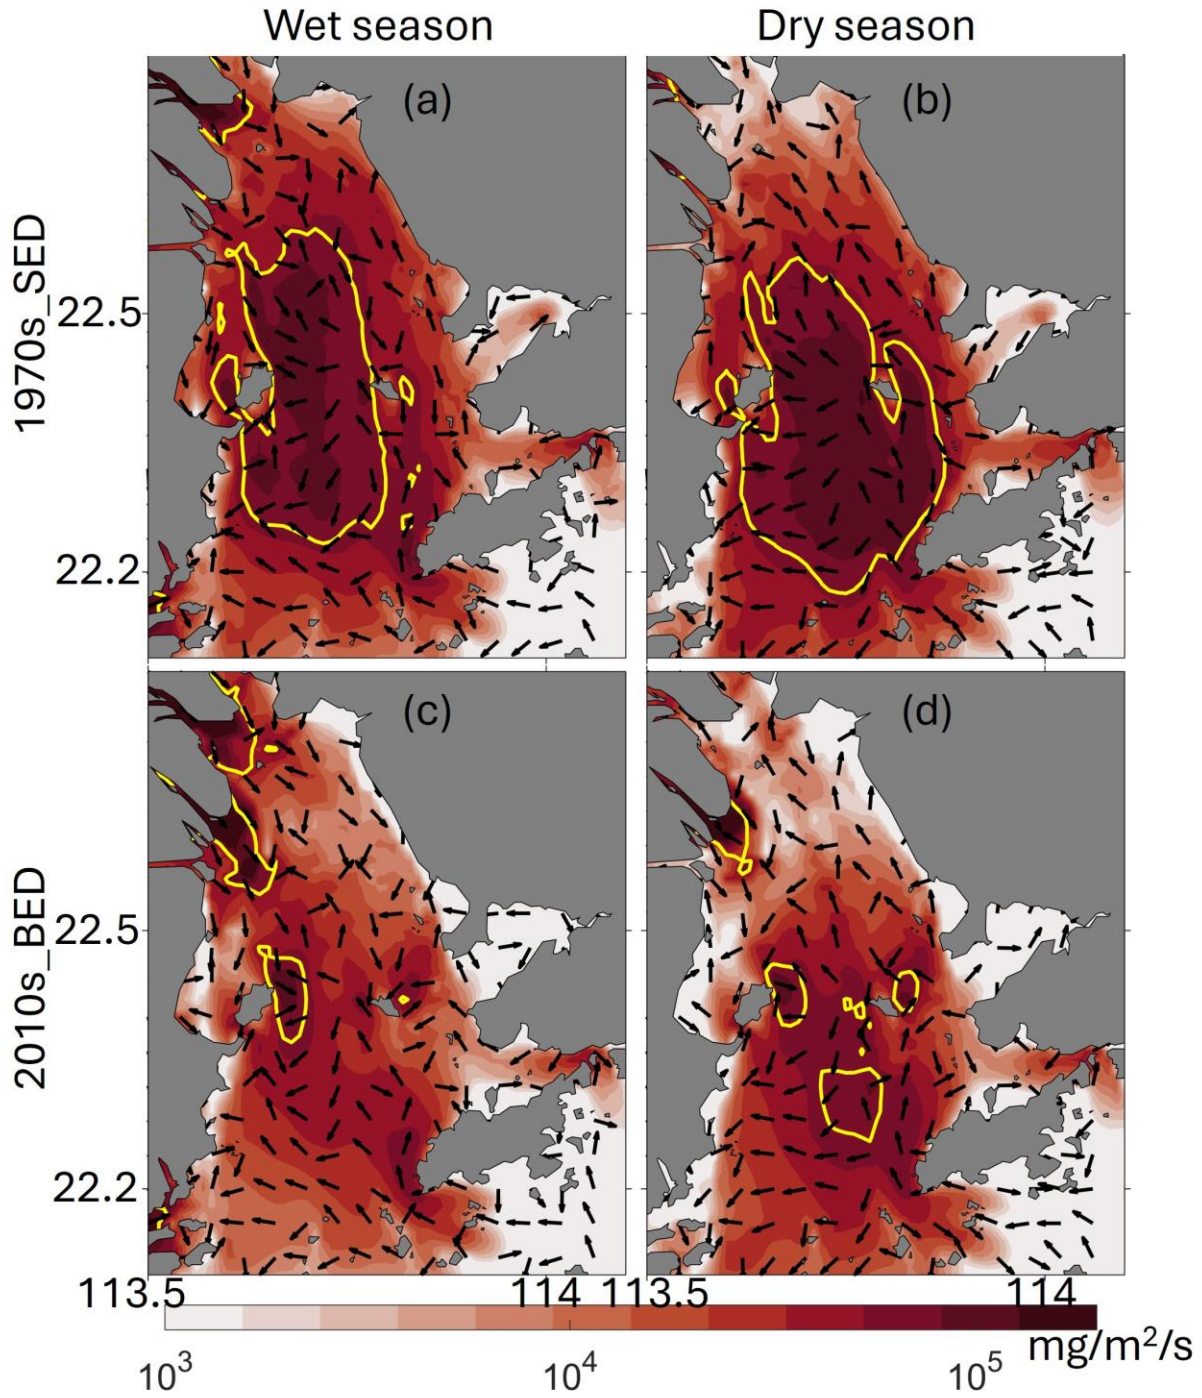 Wet season
Dry season
(a)
(b)
1970s_SED
22.5
22.2
(c)
(d)
2010s_BED
22.5
22.2
113.5
114
113.5
114
mg/m²/s
10³
10⁴
10⁵